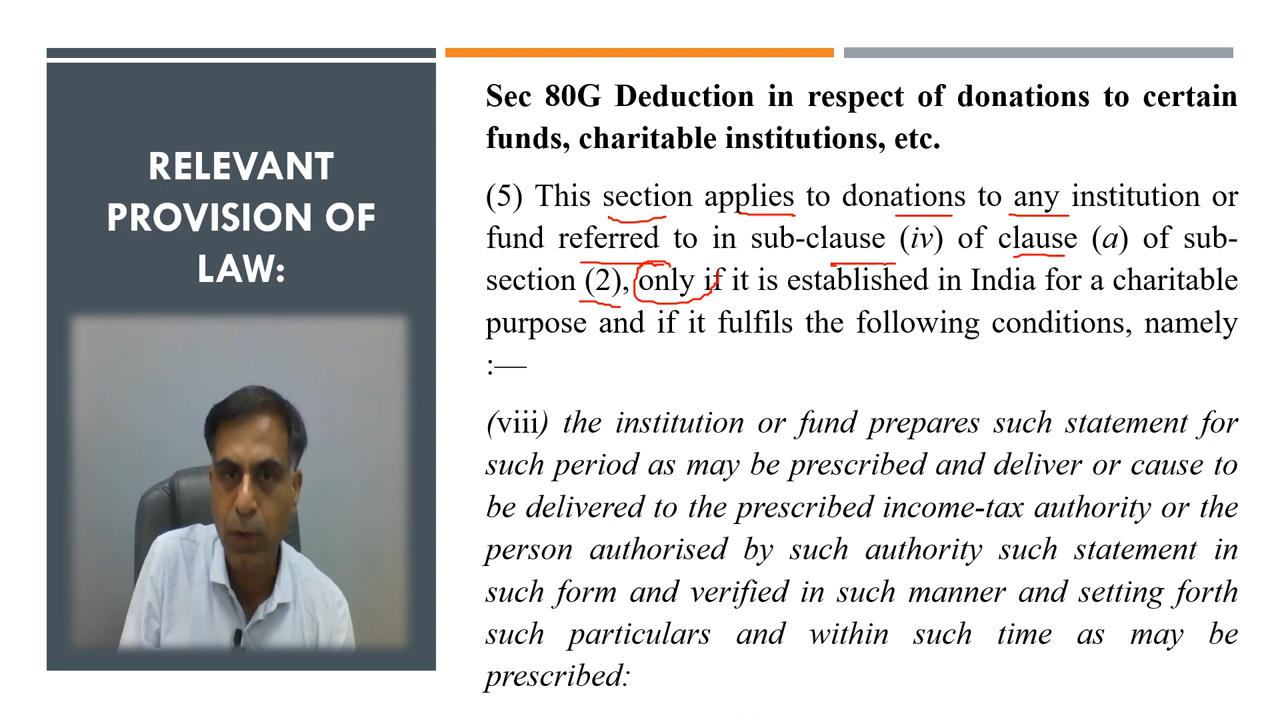 RELEVANT
PROVISION OF
LAW:
Sec 80G Deduction in respect of donations to certain
funds, charitable institutions, etc.
(5) This section applies to donations to any institution or
fund referred to in sub-clause (iv) of clause (a) of sub-
section (2), only if it is established in India for a charitable
purpose and if it fulfils the following conditions, namely
:—
(viii) the institution or fund prepares such statement for
such period as may be prescribed and deliver or cause to
be delivered to the prescribed income-tax authority or the
person authorised by such authority such statement in
such form and verified in such manner and setting forth
such particulars and within such time as may be
prescribed: